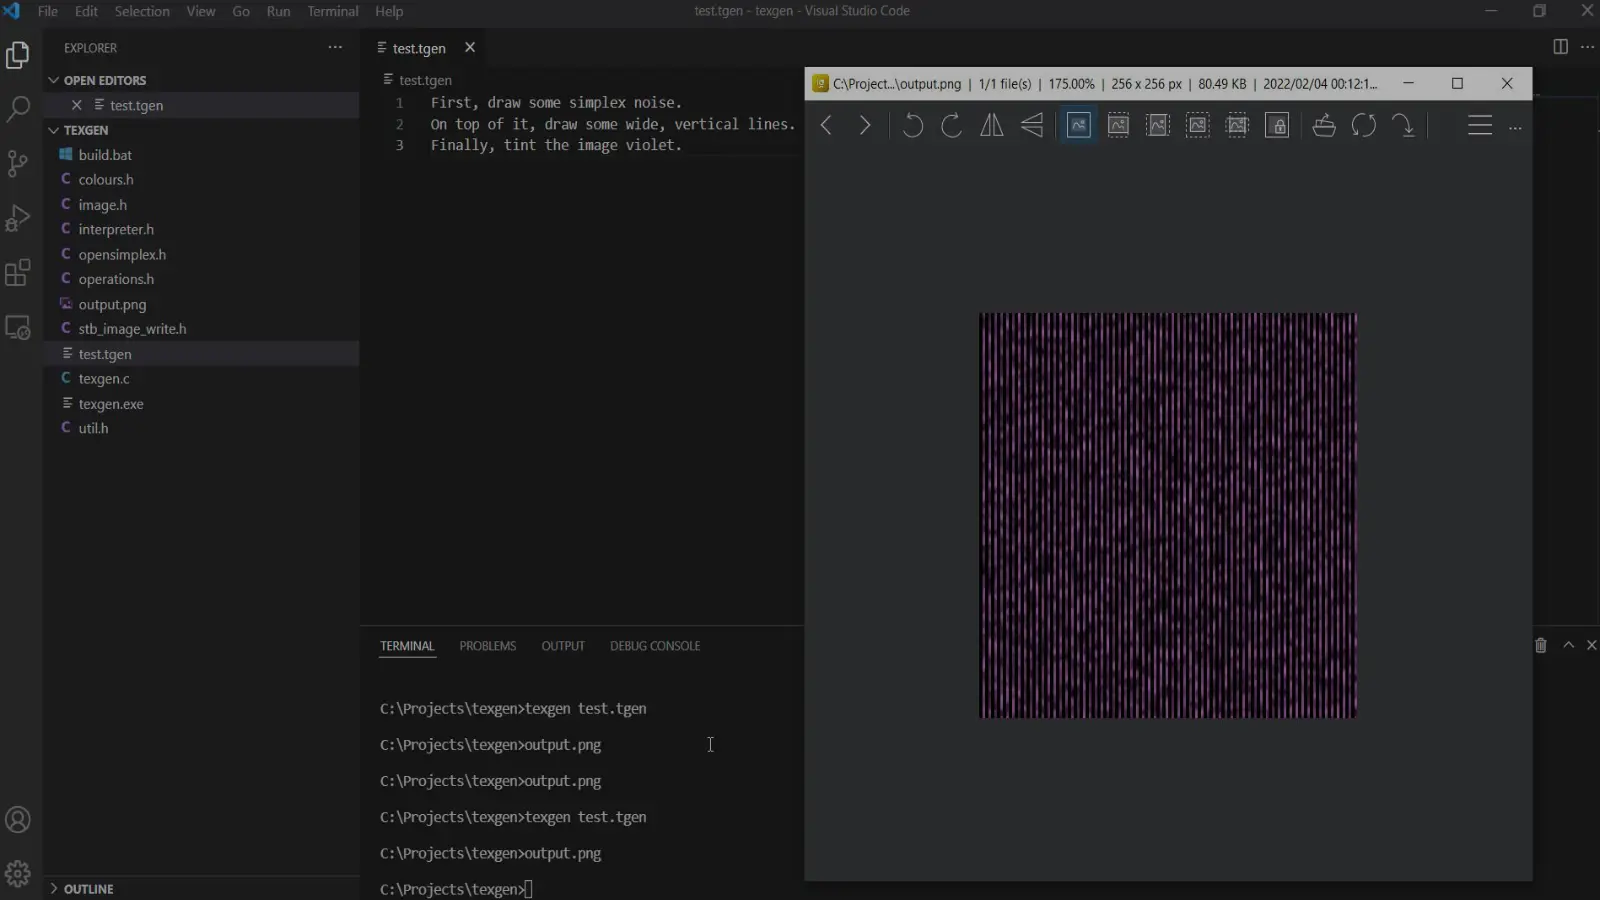 File Edit Selection View Go Run Terminal Help
test.tgen - texgen - Visual Studio Code
EXPLORER
OPEN EDITORS
test.tgen
TEXGEN
build.bat
C colours.h
C image.h
C interpreter.h
C opensimplex.h
C operations.h
output.png
C stb_image_write.h
test.tgen
C texgen.c
texgen.exe
C util.h
OUTLINE
test.tgen
test.tgen
1 First, draw some simplex noise.
2 On top of it, draw some wide, vertical lines.
3 Finally, tint the image violet.
C:\Project...\output.png | 1/1 file(s) | 175.00% | 256 x 256 px | 80.49 KB | 2022/02/04 00:12:1...
TERMINAL PROBLEMS OUTPUT DEBUG CONSOLE
C:\Projects\texgen>texgen test.tgen
C:\Projects\texgen>output.png
C:\Projects\texgen>output.png
C:\Projects\texgen>texgen test.tgen
C:\Projects\texgen>output.png
C:\Projects\texgen>